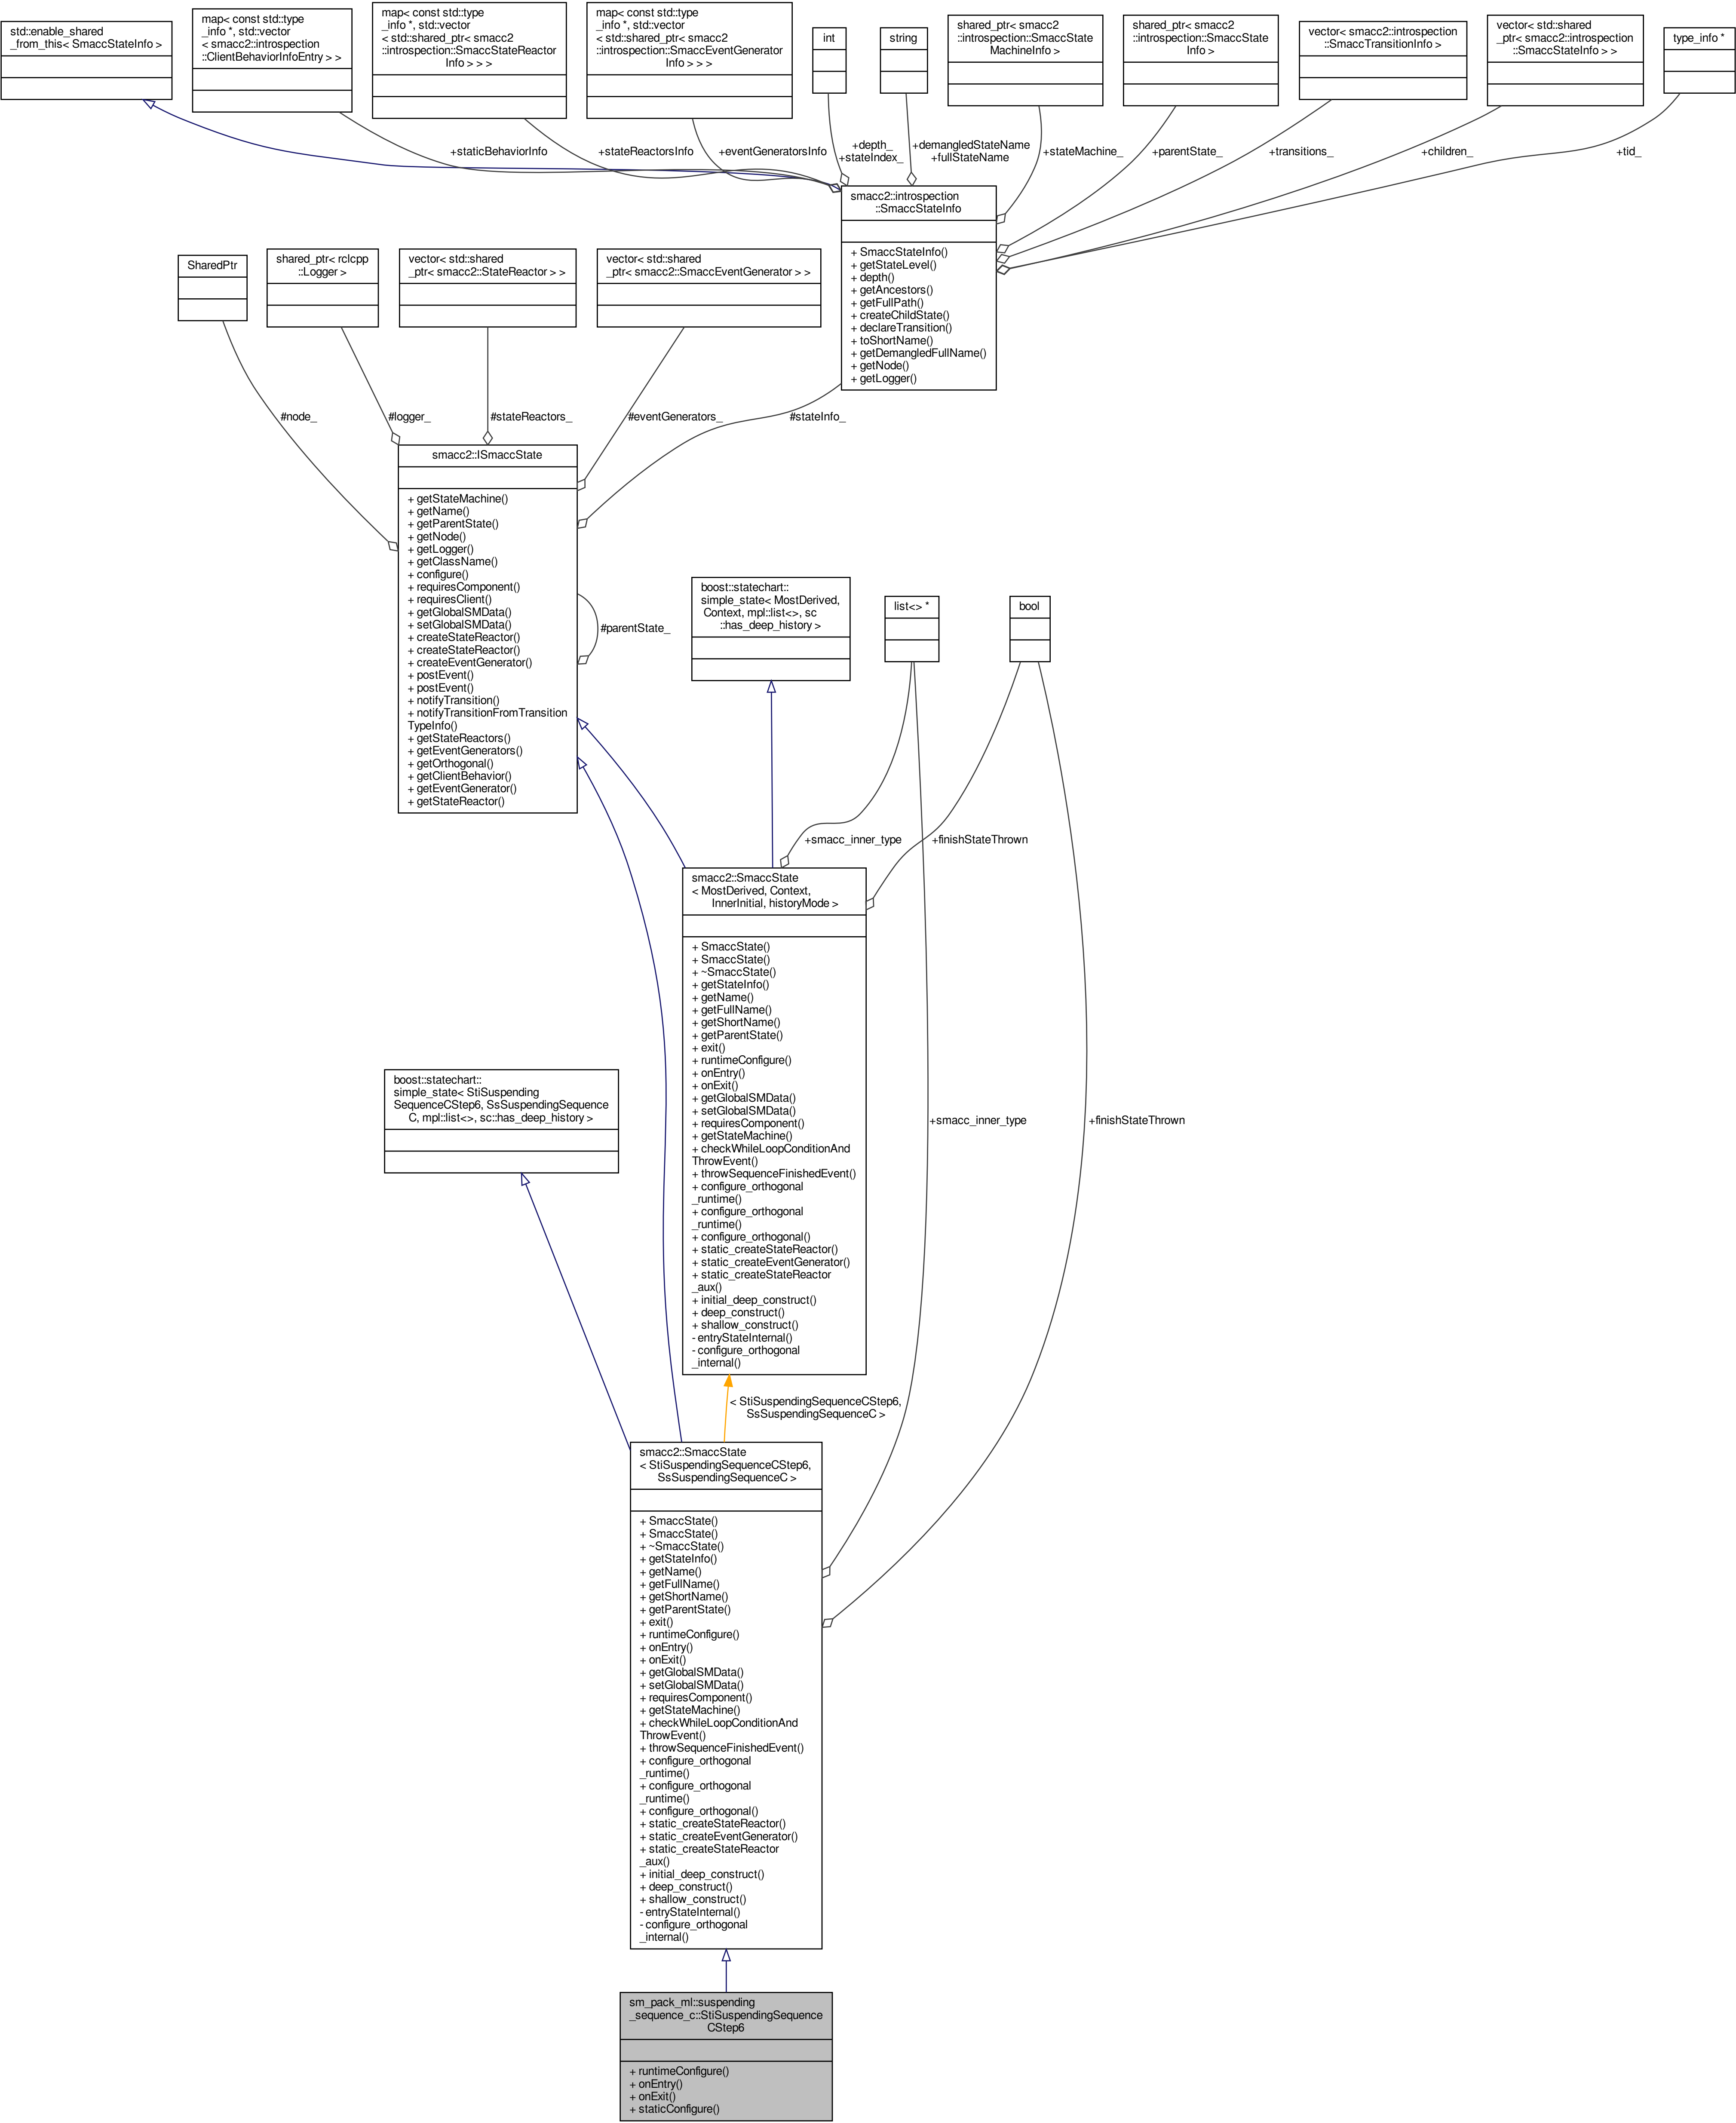 std::enable_shared
_from_this< SmaccStateInfo >
map< const std::type
_info *, std::vector
< smacc2::introspection
::ClientBehaviorInfoEntry > >
map< const std::type
_info *, std::vector
< std::shared_ptr< smacc2
::introspection::SmaccStateReactor
Info > > >
map< const std::type
_info *, std::vector
< std::shared_ptr< smacc2
::introspection::SmaccEventGenerator
Info > > >
int
string
shared_ptr< smacc2
::introspection::SmaccState
MachineInfo >
shared_ptr< smacc2
::introspection::SmaccState
Info >
vector< smacc2::introspection
::SmaccTransitionInfo >
vector< std::shared
_ptr< smacc2::introspection
::SmaccStateInfo > >
type_info *
+staticBehaviorInfo
+stateReactorsInfo
+eventGeneratorsInfo
+depth_
+stateIndex_
+demangledStateName
+fullStateName
+stateMachine_
+parentState_
+transitions_
+children_
+tid_
smacc2::introspection
::SmaccStateInfo
+ SmaccStateInfo()
+ getStateLevel()
+ depth()
+ getAncestors()
+ getFullPath()
+ createChildState()
+ declareTransition()
+ toShortName()
+ getDemangledFullName()
+ getNode()
+ getLogger()
SharedPtr
shared_ptr< rclcpp
::Logger >
vector< std::shared
_ptr< smacc2::StateReactor > >
vector< std::shared
_ptr< smacc2::SmaccEventGenerator > >
#node_
#logger_
#stateReactors_
#eventGenerators_
#stateInfo_
smacc2::ISmaccState
+ getStateMachine()
+ getName()
+ getParentState()
+ getNode()
+ getLogger()
+ getClassName()
+ configure()
+ requiresComponent()
+ requiresClient()
+ getGlobalSMData()
+ setGlobalSMData()
+ createStateReactor()
+ createStateReactor()
+ createEventGenerator()
+ postEvent()
+ postEvent()
+ notifyTransition()
+ notifyTransitionFromTransition
TypeInfo()
+ getStateReactors()
+ getEventGenerators()
+ getOrthogonal()
+ getClientBehavior()
+ getEventGenerator()
+ getStateReactor()
#parentState_
boost::statechart::
simple_state< MostDerived,
Context, mpl::list<>, sc
::has_deep_history >
list<> *
bool
+smacc_inner_type
+finishStateThrown
smacc2::SmaccState
< MostDerived, Context,
InnerInitial, historyMode >
+ SmaccState()
+ SmaccState()
+ ~SmaccState()
+ getStateInfo()
+ getName()
+ getFullName()
+ getShortName()
+ getParentState()
+ exit()
+ runtimeConfigure()
+ onEntry()
+ onExit()
+ getGlobalSMData()
+ setGlobalSMData()
+ requiresComponent()
+ getStateMachine()
+ checkWhileLoopConditionAnd
ThrowEvent()
+ throwSequenceFinishedEvent()
+ configure_orthogonal
_runtime()
+ configure_orthogonal
_runtime()
+ configure_orthogonal()
+ static_createStateReactor()
+ static_createEventGenerator()
+ static_createStateReactor
_aux()
+ initial_deep_construct()
+ deep_construct()
+ shallow_construct()
- entryStateInternal()
- configure_orthogonal
_internal()
boost::statechart::
simple_state< StiSuspending
SequenceCStep6, SsSuspendingSequence
C, mpl::list<>, sc::has_deep_history >
+smacc_inner_type
+finishStateThrown
< StiSuspendingSequenceCStep6,
SsSuspendingSequenceC >
smacc2::SmaccState
< StiSuspendingSequenceCStep6,
SsSuspendingSequenceC >
+ SmaccState()
+ SmaccState()
+ ~SmaccState()
+ getStateInfo()
+ getName()
+ getFullName()
+ getShortName()
+ getParentState()
+ exit()
+ runtimeConfigure()
+ onEntry()
+ onExit()
+ getGlobalSMData()
+ setGlobalSMData()
+ requiresComponent()
+ getStateMachine()
+ checkWhileLoopConditionAnd
ThrowEvent()
+ throwSequenceFinishedEvent()
+ configure_orthogonal
_runtime()
+ configure_orthogonal
_runtime()
+ configure_orthogonal()
+ static_createStateReactor()
+ static_createEventGenerator()
+ static_createStateReactor
_aux()
+ initial_deep_construct()
+ deep_construct()
+ shallow_construct()
- entryStateInternal()
- configure_orthogonal
_internal()
sm_pack_ml::suspending
_sequence_c::StiSuspendingSequence
CStep6
+ runtimeConfigure()
+ onEntry()
+ onExit()
+ staticConfigure()